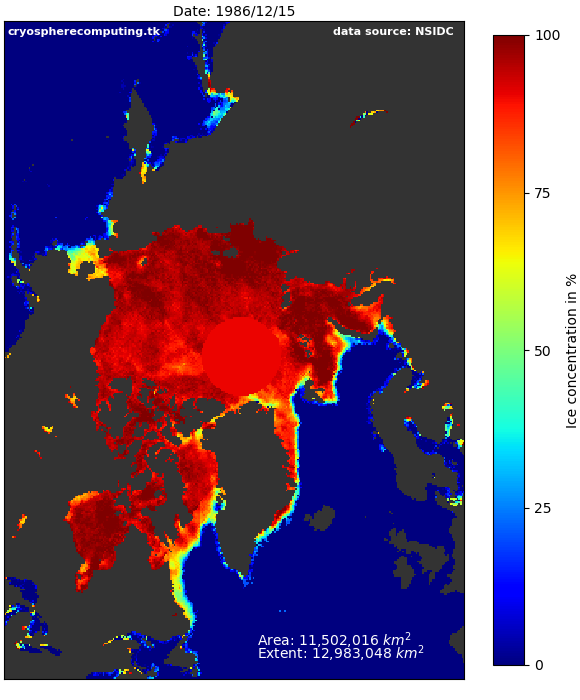 Date: 1986/12/15
cryospherecomputing.tk
data source: NSIDC
100
75
50
25
0
Ice concentration in %
Area: 11,502,016 km²
Extent: 12,983,048 km²